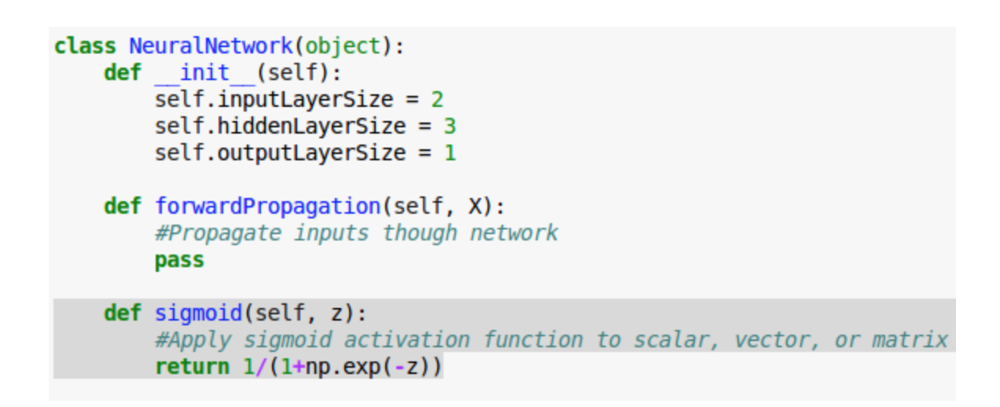 class NeuralNetwork(object):
    def __init__(self):
        self.inputLayerSize = 2
        self.hiddenLayerSize = 3
        self.outputLayerSize = 1

    def forwardPropagation(self, X):
        #Propagate inputs though network
        pass

    def sigmoid(self, z):
        #Apply sigmoid activation function to scalar, vector, or matrix
        return 1/(1+np.exp(-z))